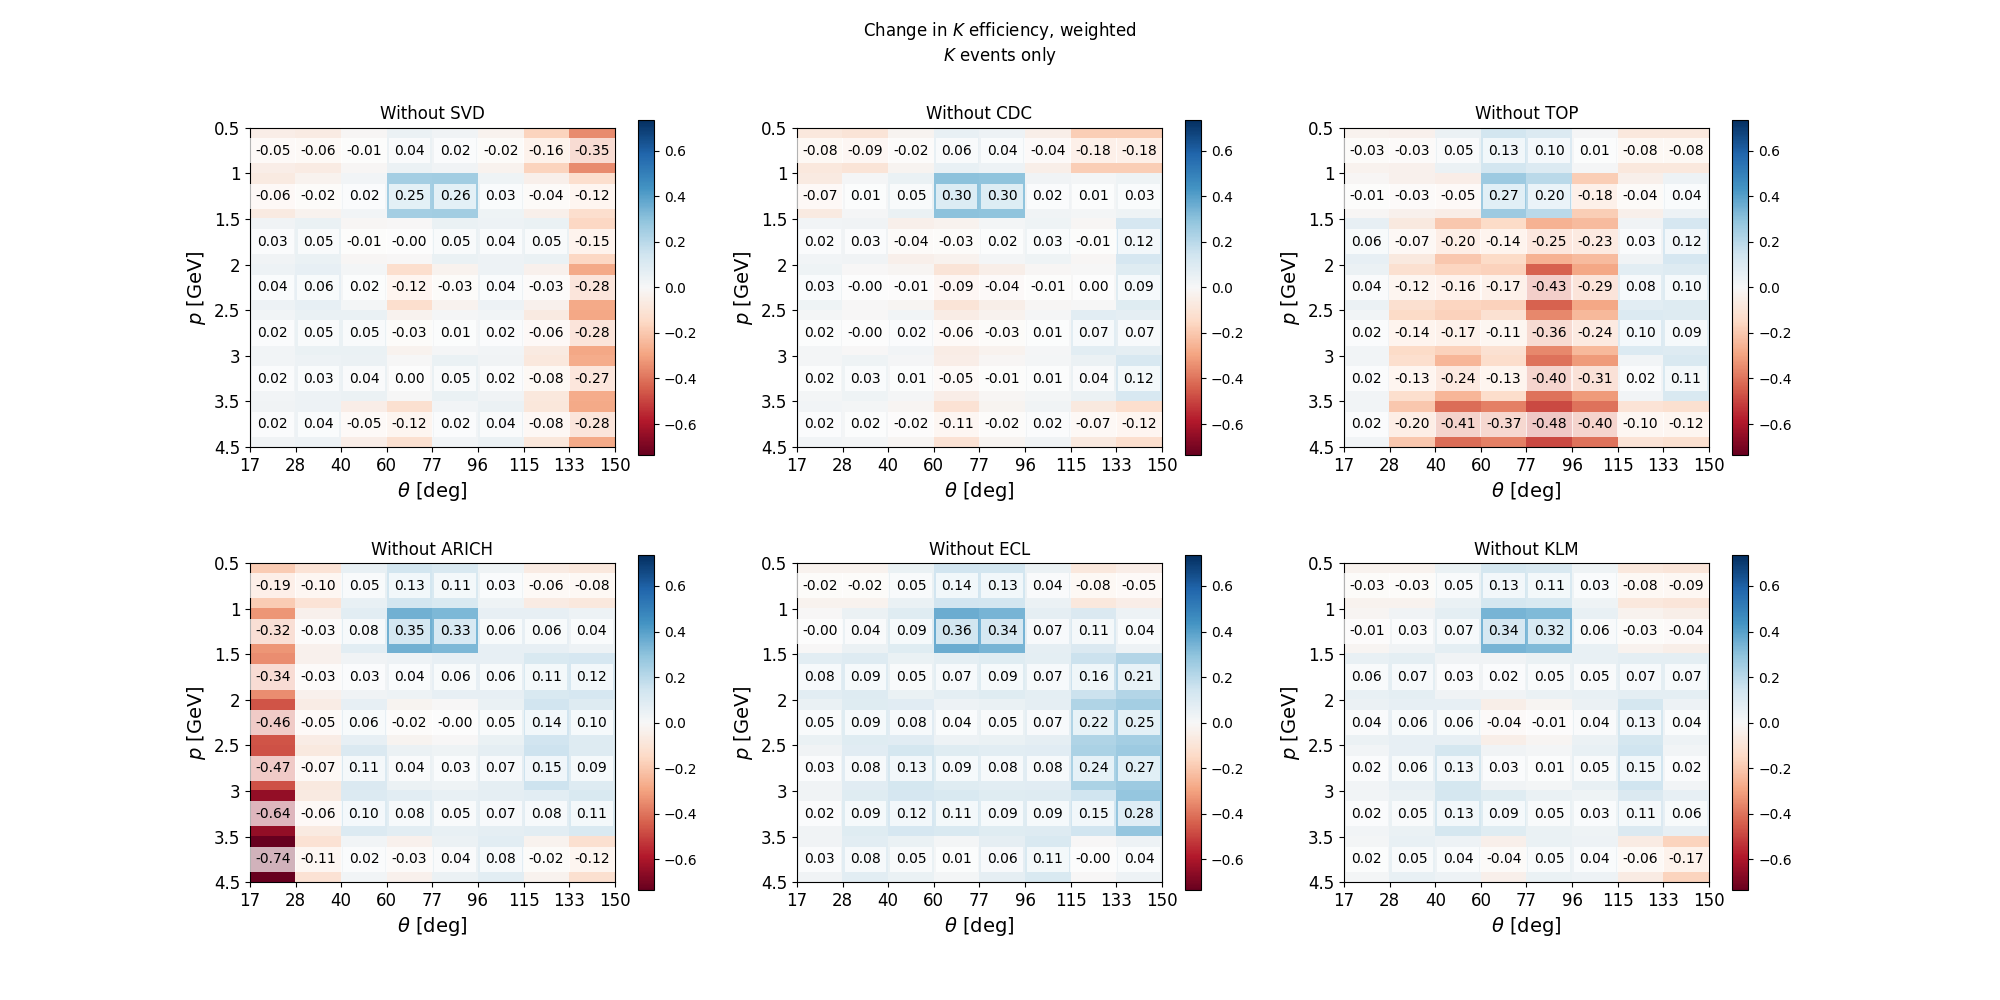 Change in K efficiency, weighted
K events only
Without SVD
0.5 -0.05 -0.06 -0.01 0.04 0.02 -0.02 -0.16 -0.35 0.6
1 -0.06 -0.02 0.02 0.25 0.26 0.03 -0.04 -0.12 0.4
1.5 0.03 0.05 -0.01 -0.00 0.05 0.04 0.05 -0.15 0.2
2 0.04 0.06 0.02 -0.12 -0.03 0.04 -0.03 -0.28 0.0
2.5 0.02 0.05 0.05 -0.03 0.01 0.02 -0.06 -0.28 −0.2
3 0.02 0.03 0.04 0.00 0.05 0.02 -0.08 -0.27 −0.4
3.5 0.02 0.04 -0.05 -0.12 0.02 0.04 -0.08 -0.28 −0.6
4.5
p [GeV]
17 28 40 60 77 96 115 133 150
θ [deg]
Without CDC
0.5 -0.08 -0.09 -0.02 0.06 0.04 -0.04 -0.18 -0.18 0.6
1 -0.07 0.01 0.05 0.30 0.30 0.02 0.01 0.03 0.4
1.5 0.02 0.03 -0.04 -0.03 0.02 0.03 -0.01 0.12 0.2
2 0.03 -0.00 -0.01 -0.09 -0.04 -0.01 0.00 0.09 0.0
2.5 0.02 -0.00 0.02 -0.06 -0.03 0.01 0.07 0.07 −0.2
3 0.02 0.03 0.01 -0.05 -0.01 0.01 0.04 0.12 −0.4
3.5 0.02 0.02 -0.02 -0.11 -0.02 0.02 -0.07 -0.12 −0.6
4.5
p [GeV]
17 28 40 60 77 96 115 133 150
θ [deg]
Without TOP
0.5 -0.03 -0.03 0.05 0.13 0.10 0.01 -0.08 -0.08 0.6
1 -0.01 -0.03 -0.05 0.27 0.20 -0.18 -0.04 0.04 0.4
1.5 0.06 -0.07 -0.20 -0.14 -0.25 -0.23 0.03 0.12 0.2
2 0.04 -0.12 -0.16 -0.17 -0.43 -0.29 0.08 0.10 0.0
2.5 0.02 -0.14 -0.17 -0.11 -0.36 -0.24 0.10 0.09 −0.2
3 0.02 -0.13 -0.24 -0.13 -0.40 -0.31 0.02 0.11 −0.4
3.5 0.02 -0.20 -0.41 -0.37 -0.48 -0.40 -0.10 -0.12 −0.6
4.5
p [GeV]
17 28 40 60 77 96 115 133 150
θ [deg]
Without ARICH
0.5 -0.19 -0.10 0.05 0.13 0.11 0.03 -0.06 -0.08 0.6
1 -0.32 -0.03 0.08 0.35 0.33 0.06 0.06 0.04 0.4
1.5 -0.34 -0.03 0.03 0.04 0.06 0.06 0.11 0.12 0.2
2 -0.46 -0.05 0.06 -0.02 -0.00 0.05 0.14 0.10 0.0
2.5 -0.47 -0.07 0.11 0.04 0.03 0.07 0.15 0.09 −0.2
3 -0.64 -0.06 0.10 0.08 0.05 0.07 0.08 0.11 −0.4
3.5 -0.74 -0.11 0.02 -0.03 0.04 0.08 -0.02 -0.12 −0.6
4.5
p [GeV]
17 28 40 60 77 96 115 133 150
θ [deg]
Without ECL
0.5 -0.02 -0.02 0.05 0.14 0.13 0.04 -0.08 -0.05 0.6
1 -0.00 0.04 0.09 0.36 0.34 0.07 0.11 0.04 0.4
1.5 0.08 0.09 0.05 0.07 0.09 0.07 0.16 0.21 0.2
2 0.05 0.09 0.08 0.04 0.05 0.07 0.22 0.25 0.0
2.5 0.03 0.08 0.13 0.09 0.08 0.08 0.24 0.27 −0.2
3 0.02 0.09 0.12 0.11 0.09 0.09 0.15 0.28 −0.4
3.5 0.03 0.08 0.05 0.01 0.06 0.11 -0.00 0.04 −0.6
4.5
p [GeV]
17 28 40 60 77 96 115 133 150
θ [deg]
Without KLM
0.5 -0.03 -0.03 0.05 0.13 0.11 0.03 -0.08 -0.09 0.6
1 -0.01 0.03 0.07 0.34 0.32 0.06 -0.03 -0.04 0.4
1.5 0.06 0.07 0.03 0.02 0.05 0.05 0.07 0.07 0.2
2 0.04 0.06 0.06 -0.04 -0.01 0.04 0.13 0.04 0.0
2.5 0.02 0.06 0.13 0.03 0.01 0.05 0.15 0.02 −0.2
3 0.02 0.05 0.13 0.09 0.05 0.04 0.11 0.06 −0.4
3.5 0.02 0.05 0.04 -0.04 0.05 0.04 -0.06 -0.17 −0.6
4.5
p [GeV]
17 28 40 60 77 96 115 133 150
θ [deg]